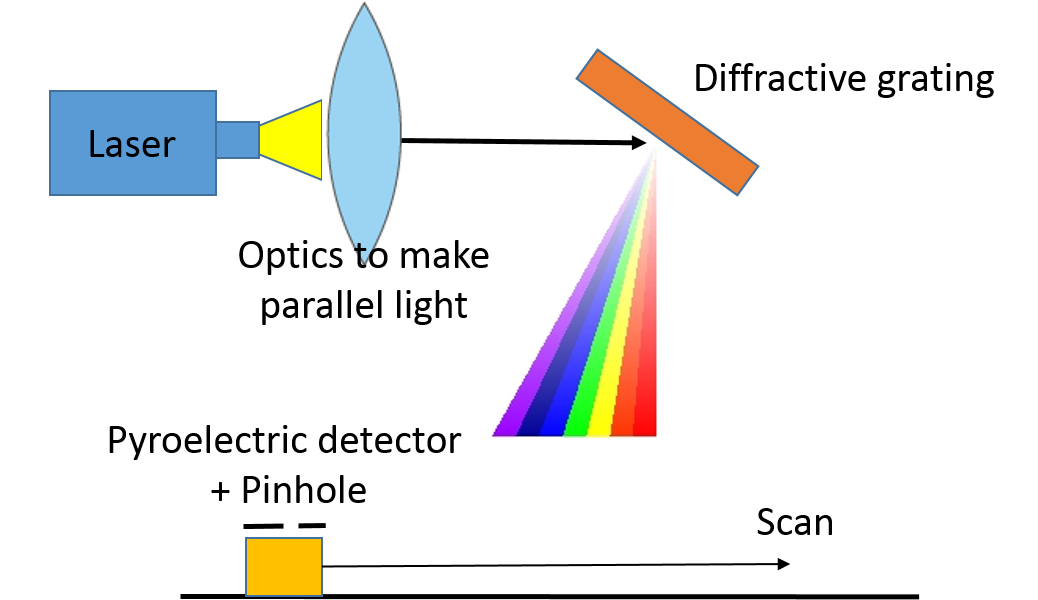 Laser
Diffractive grating
Optics to make
parallel light
Pyroelectric detector
+ Pinhole
Scan